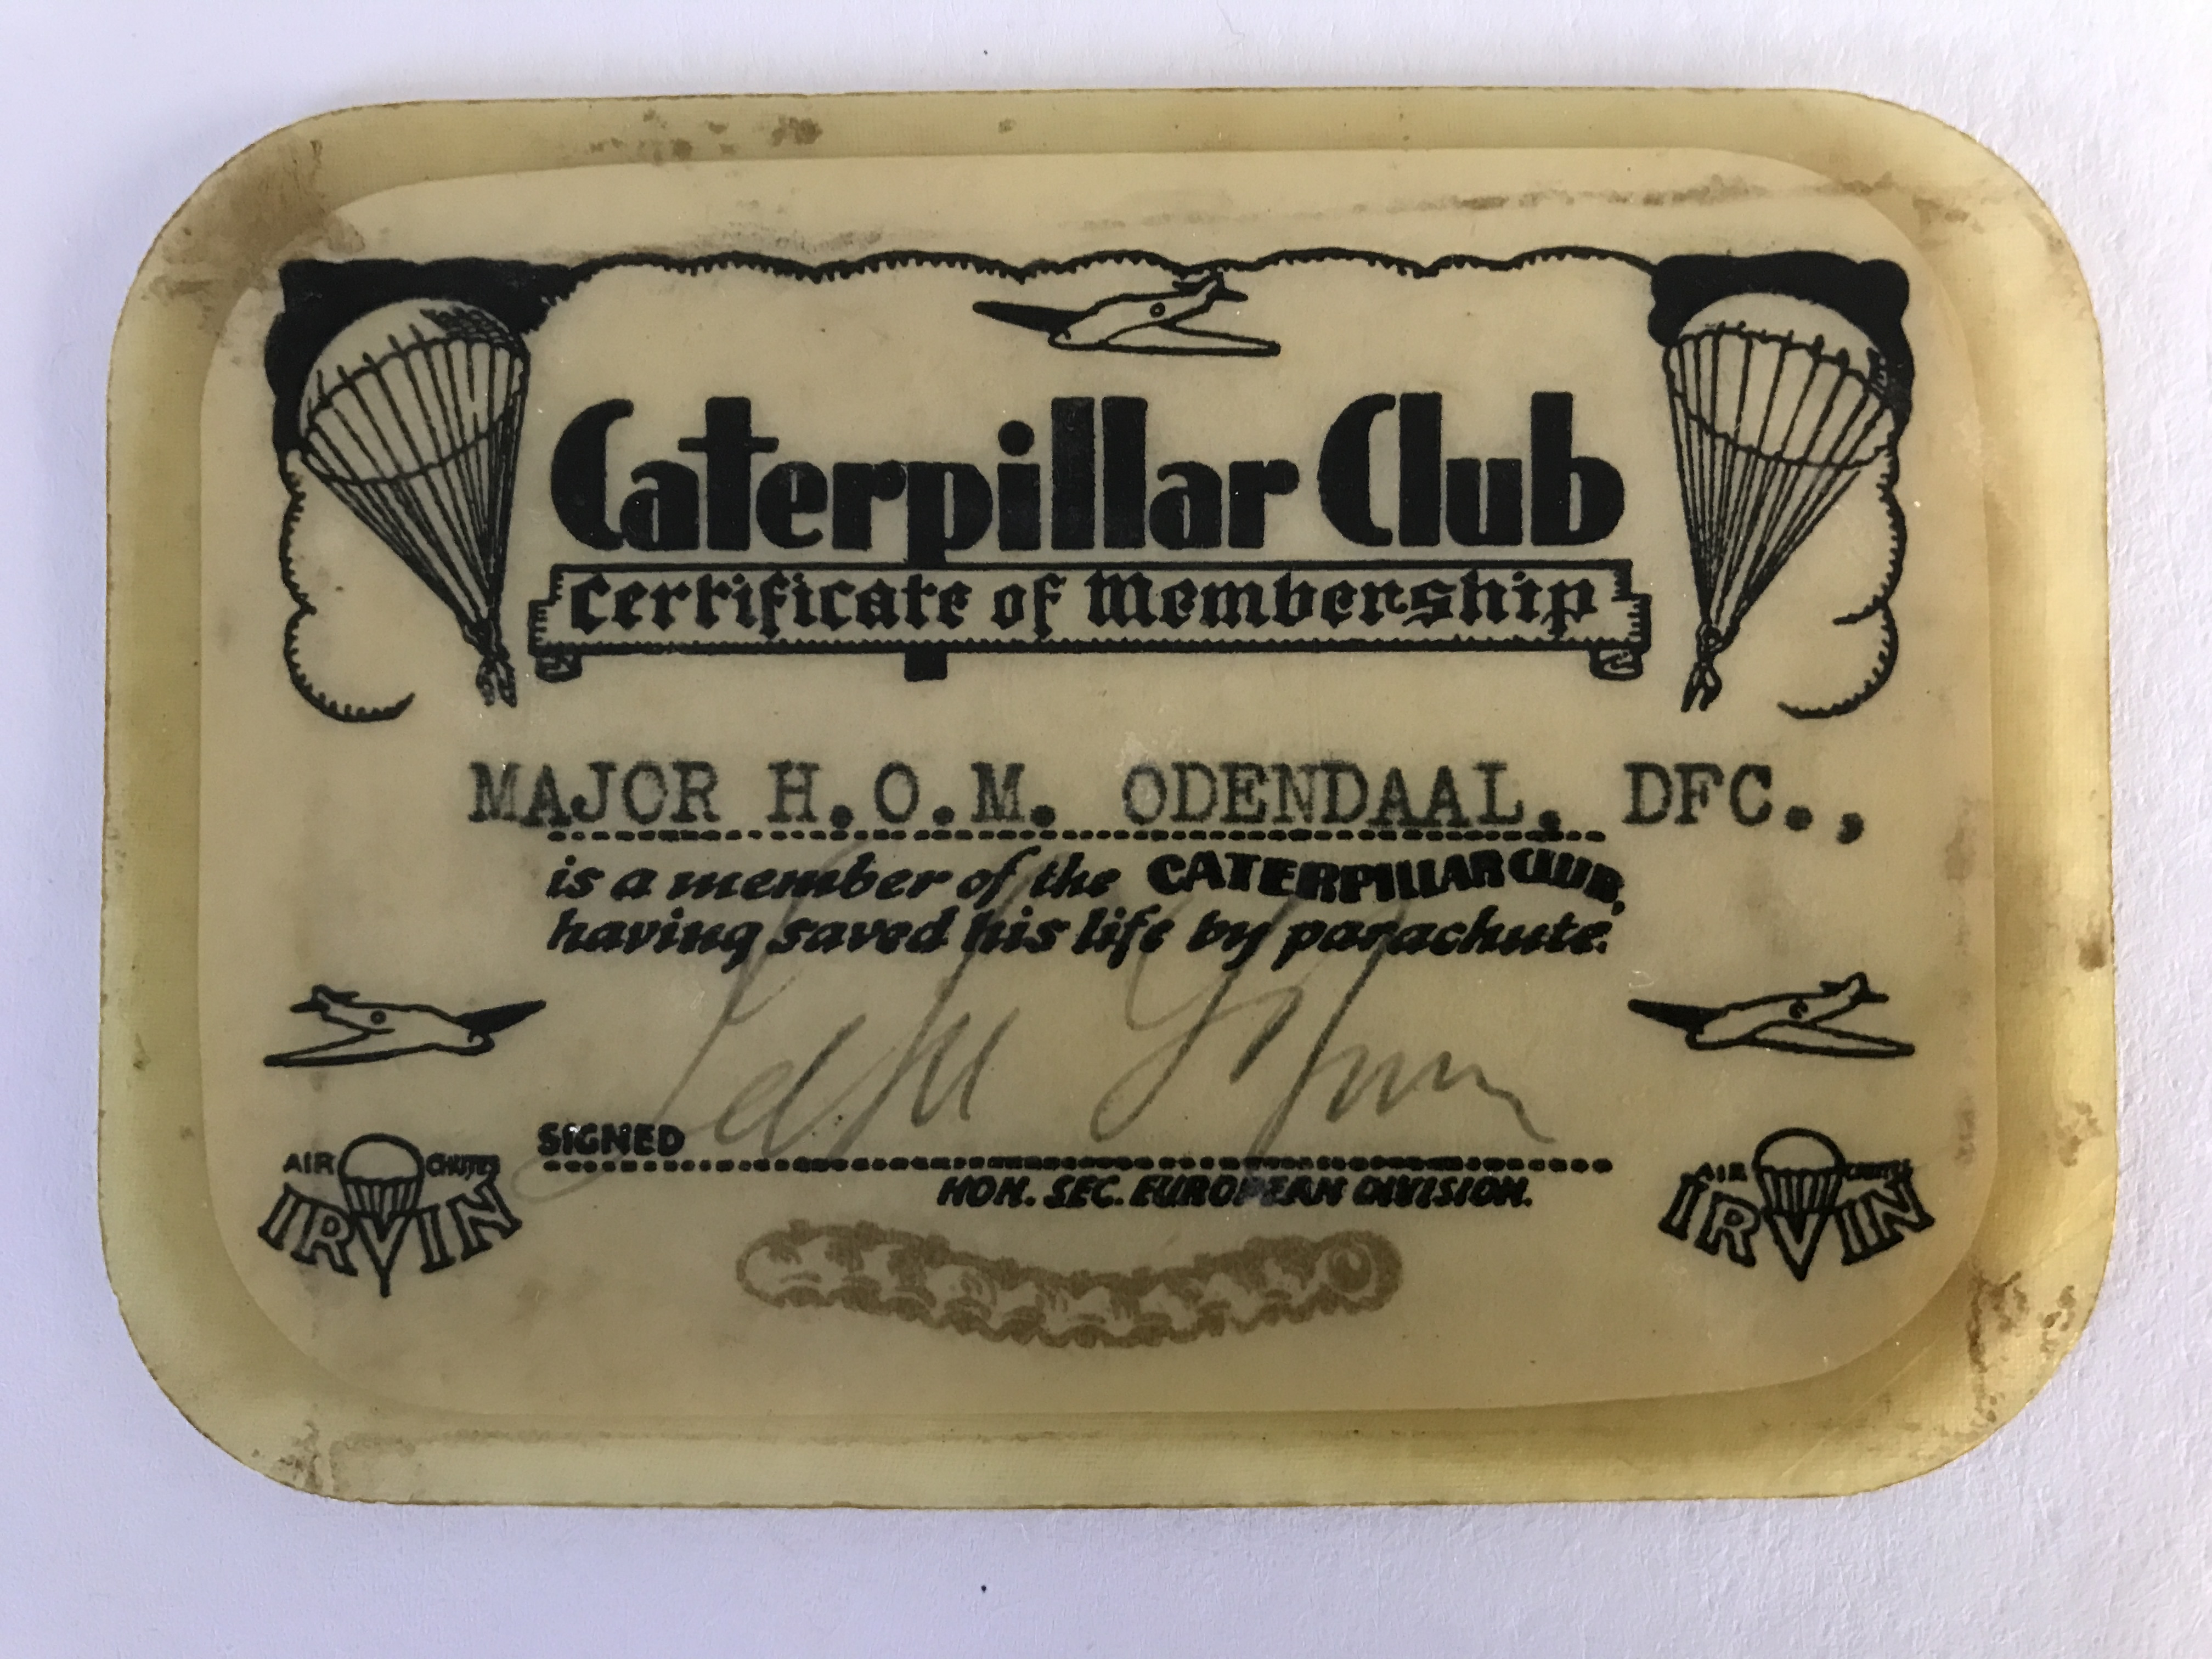 Caterpillar Club
Certificate of Membership
MAJOR H.O.M. ODENDAAL, DFC.,
is a member of the CATERPILLAR CLUB,
having saved his life by parachute.
SIGNED
HON. SEC. EUROPEAN DIVISION.
AIR CHUTES
IRVIN
AIR CHUTES
IRVIN